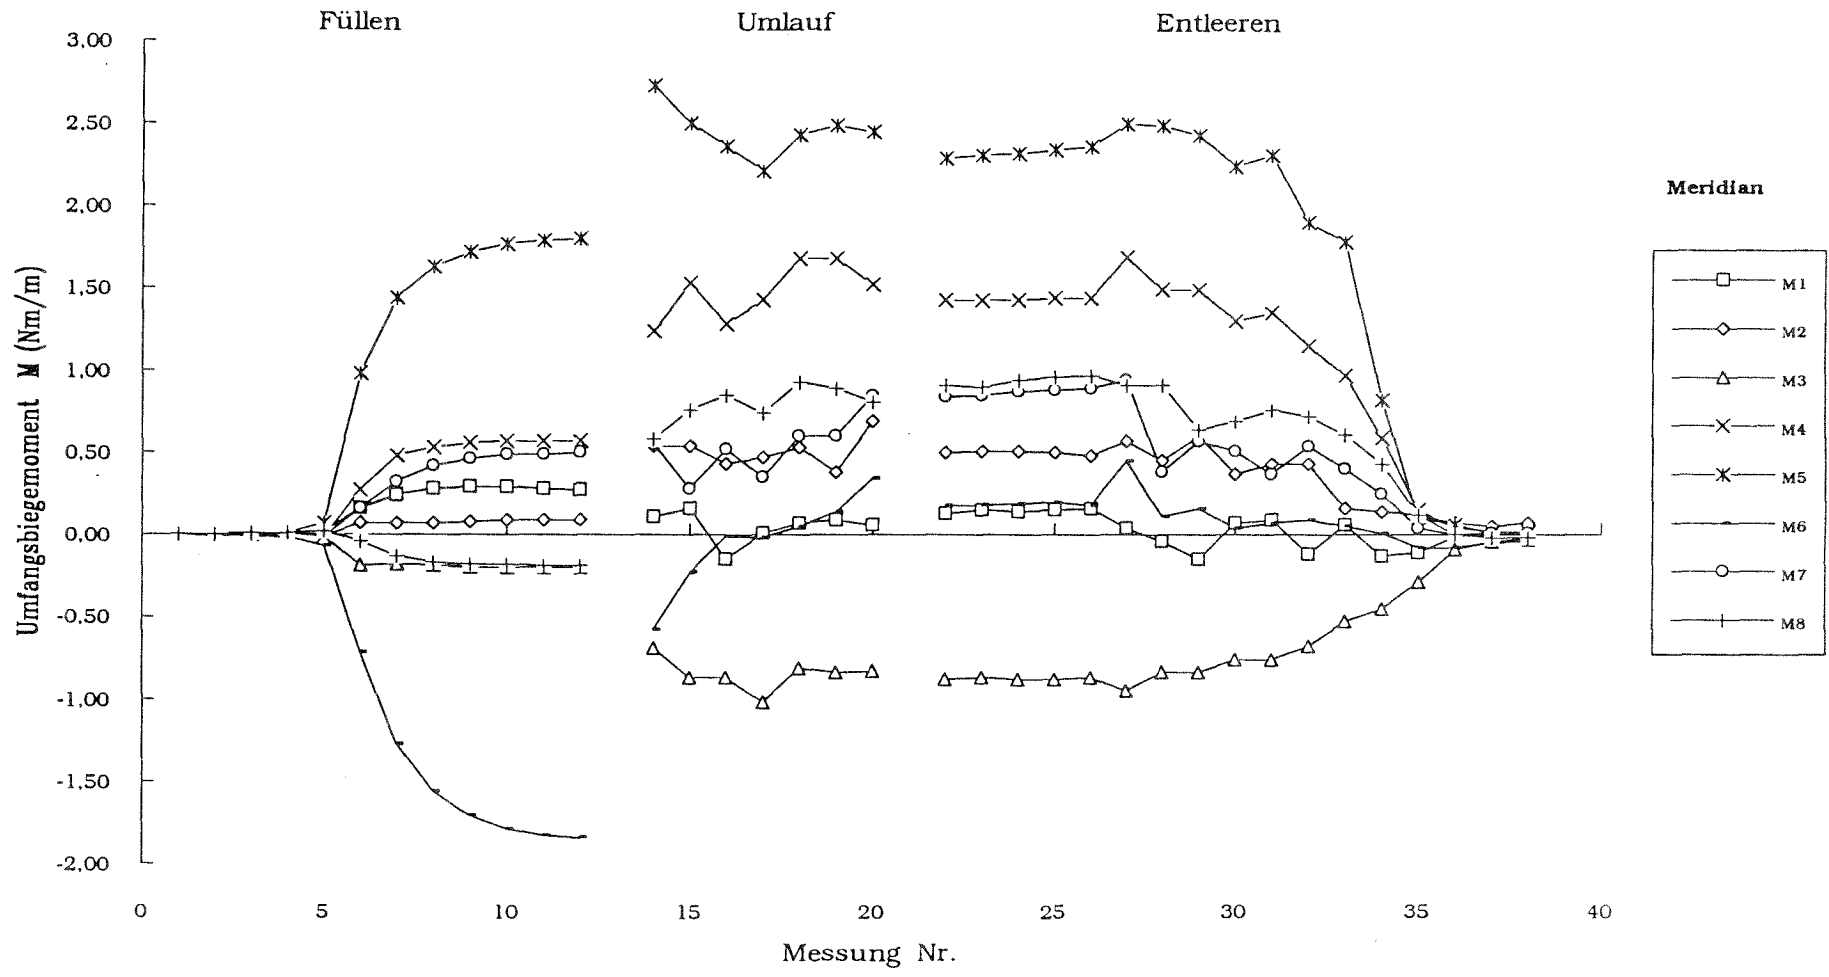 Füllen Umlauf Entleeren
3,00
2,50
2,00
1,50
1,00
0,50
0,00
-0,50
-1,00
-1,50
-2,00
Umfangsbiegemoment M (Nm/m)
0 5 10 15 20 25 30 35 40
Messung Nr.
Meridian
M1
M2
M3
M4
M5
M6
M7
M8